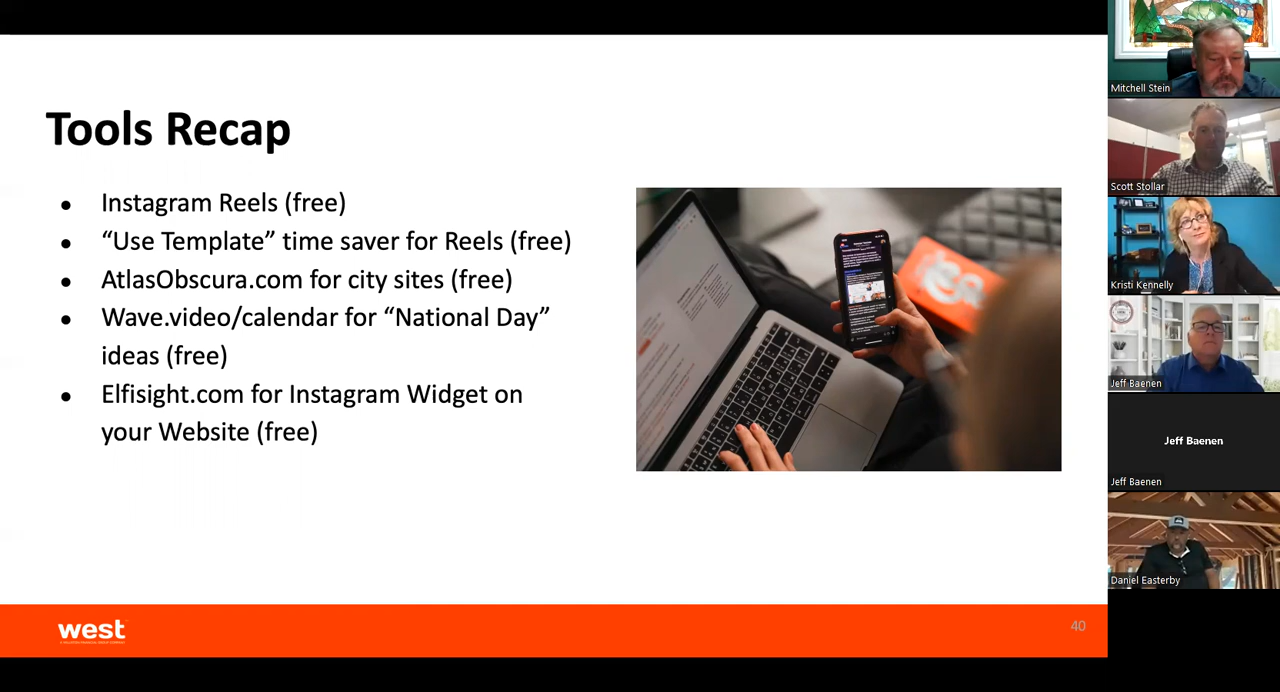 Tools Recap
● Instagram Reels (free)
● “Use Template” time saver for Reels (free)
● AtlasObscura.com for city sites (free)
● Wave.video/calendar for “National Day”
ideas (free)
● Elfisight.com for Instagram Widget on
your Website (free)
west
40
Mitchell Stein
Scott Stollar
Kristi Kennelly
Jeff Baenen
Jeff Baenen
Jeff Baenen
Daniel Easterby